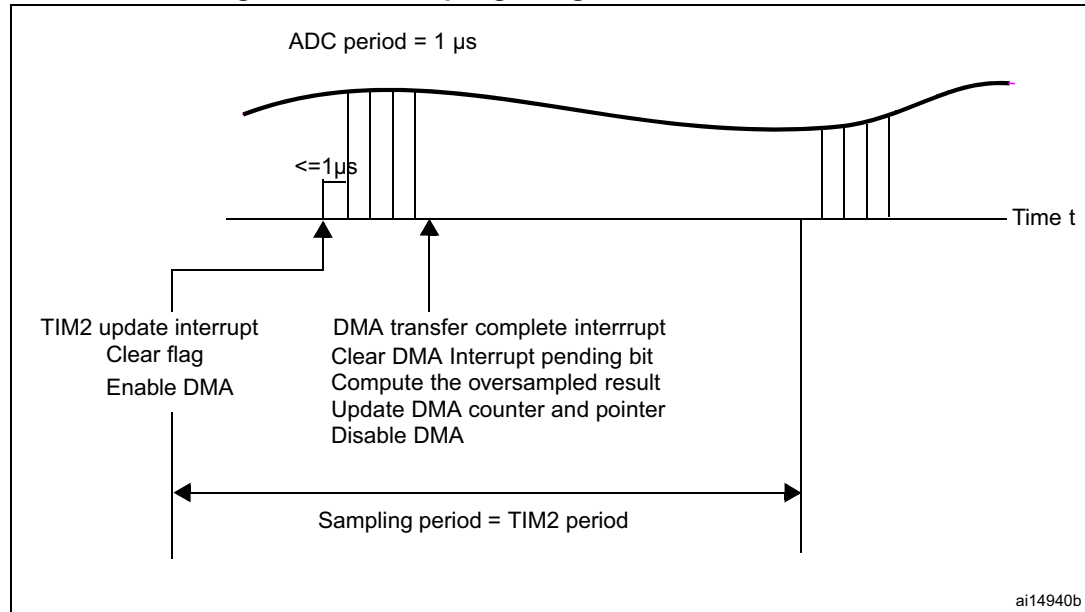 ADC period = 1 µs
<=1µs
Time t
TIM2 update interrupt
Clear flag
Enable DMA
DMA transfer complete interrrupt
Clear DMA Interrupt pending bit
Compute the oversampled result
Update DMA counter and pointer
Disable DMA
Sampling period = TIM2 period
ai14940b